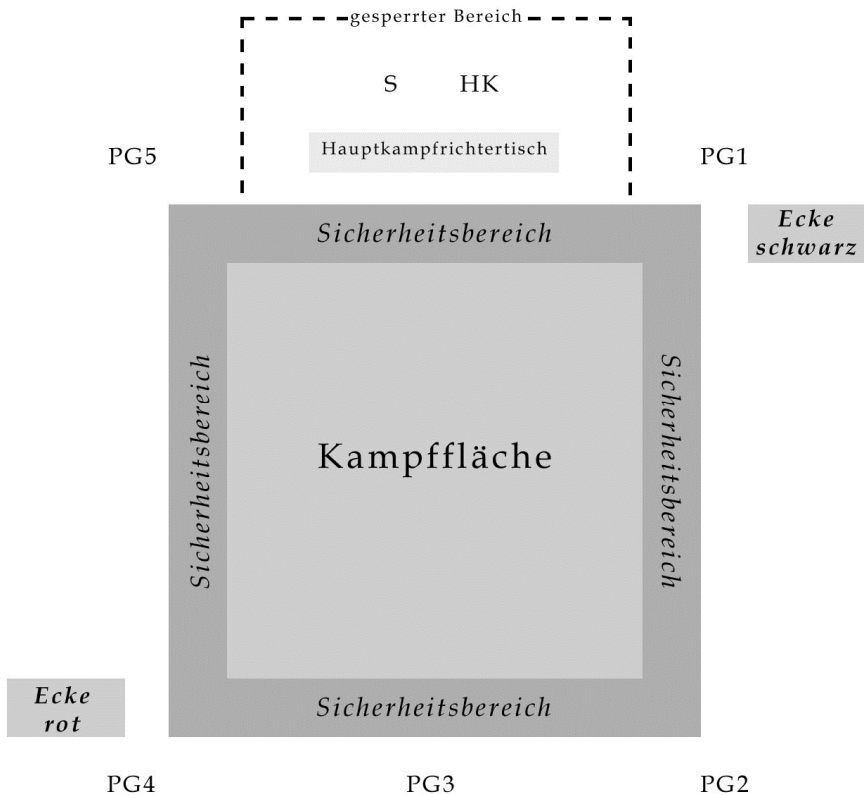 gesperrter Bereich
S HK
Hauptkampfrichtertisch
PG5 PG1
Sicherheitsbereich
Ecke
schwarz
Sicherheitsbereich
Kampffläche
Sicherheitsbereich
Ecke
rot
Sicherheitsbereich
PG4 PG3 PG2